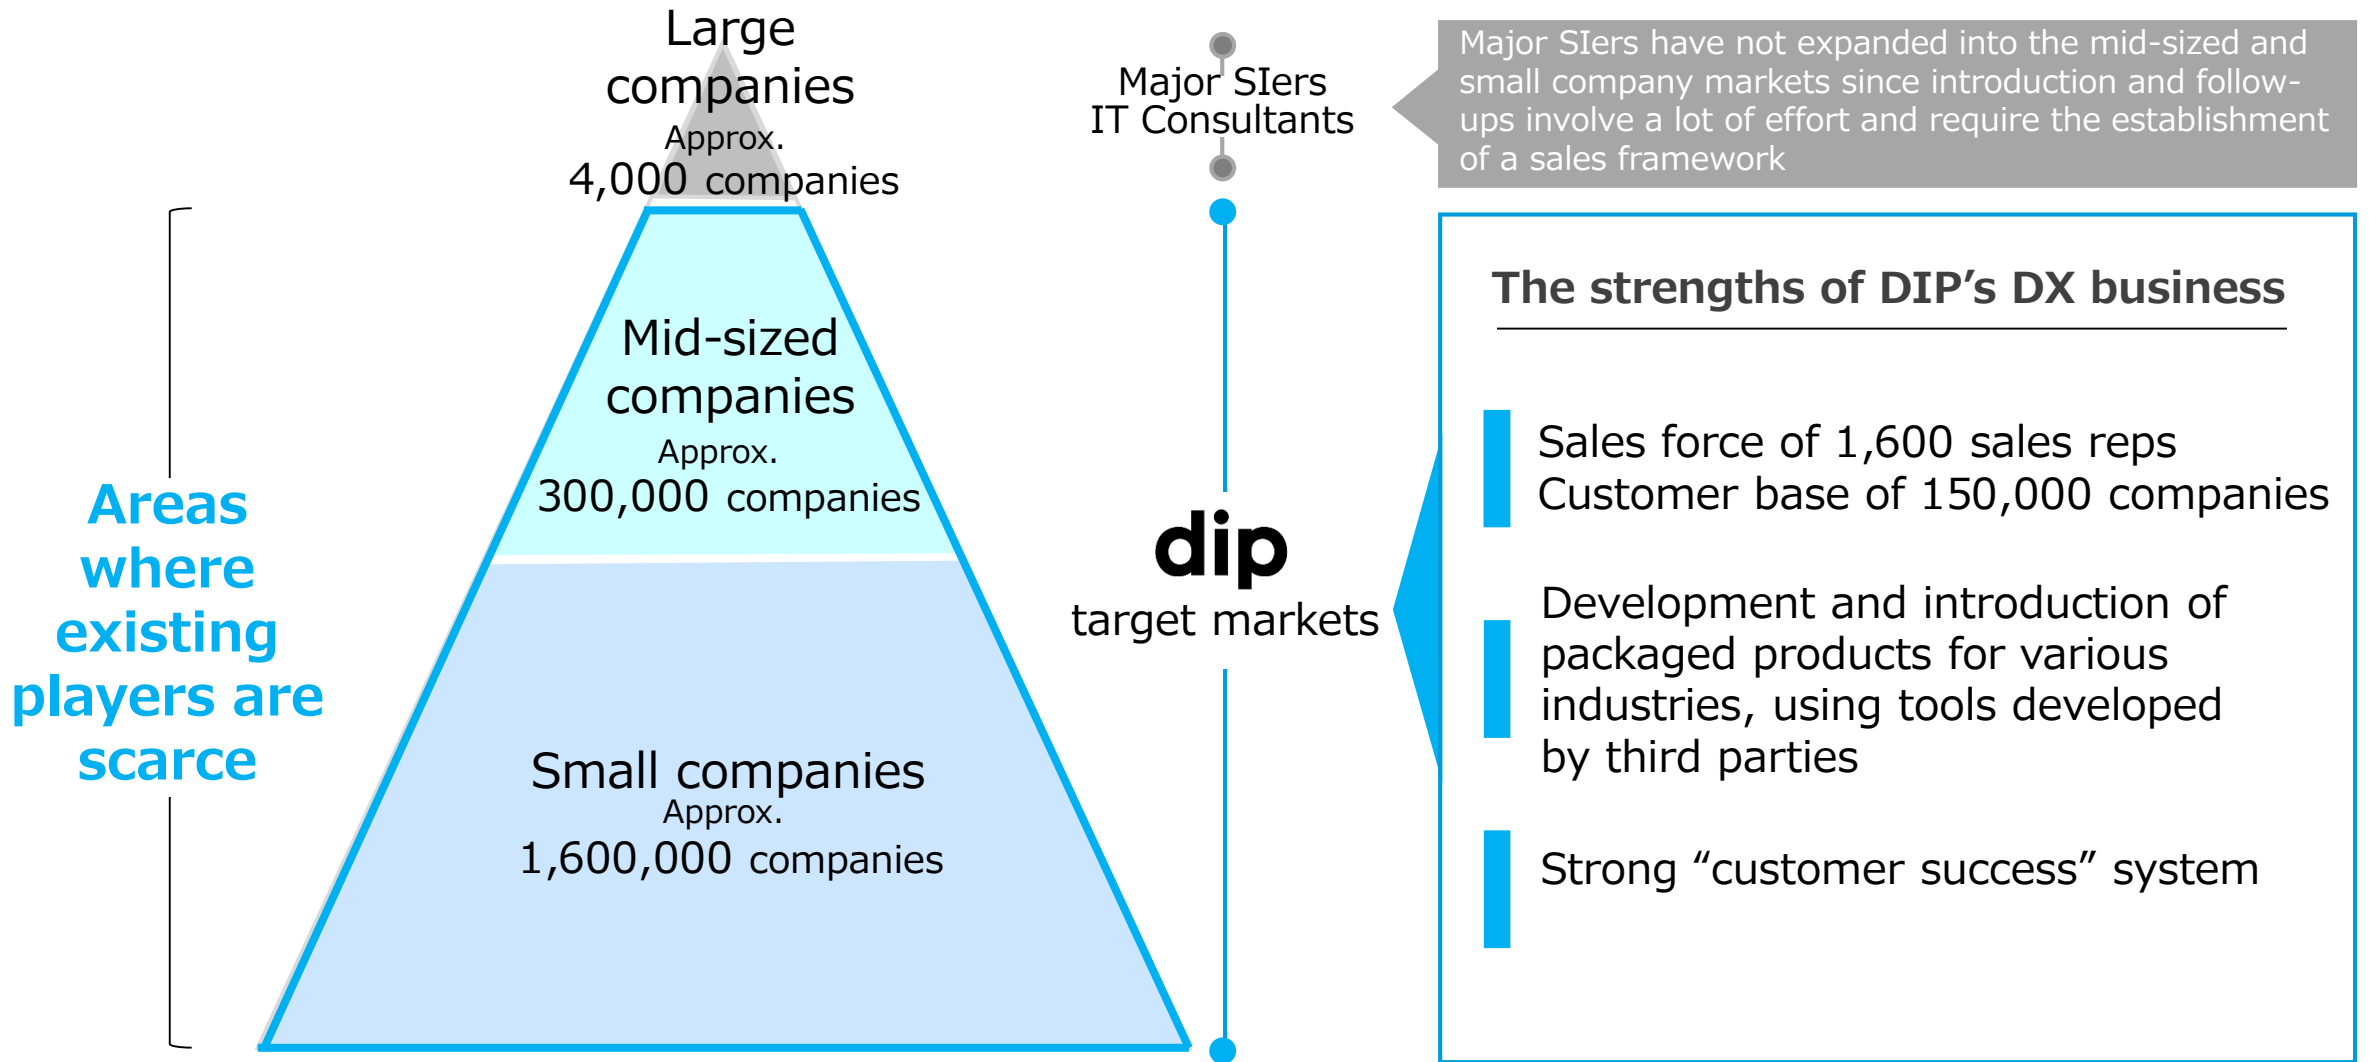 Large
companies
Approx.
4,000 companies
Mid-sized
companies
Approx.
300,000 companies
Small companies
Approx.
1,600,000 companies
Areas
where
existing
players are
scarce
Major SIers
IT Consultants
dip
target markets
Major SIers have not expanded into the mid-sized and
small company markets since introduction and follow-
ups involve a lot of effort and require the establishment
of a sales framework
The strengths of DIP’s DX business
Sales force of 1,600 sales reps
Customer base of 150,000 companies
Development and introduction of
packaged products for various
industries, using tools developed
by third parties
Strong “customer success” system